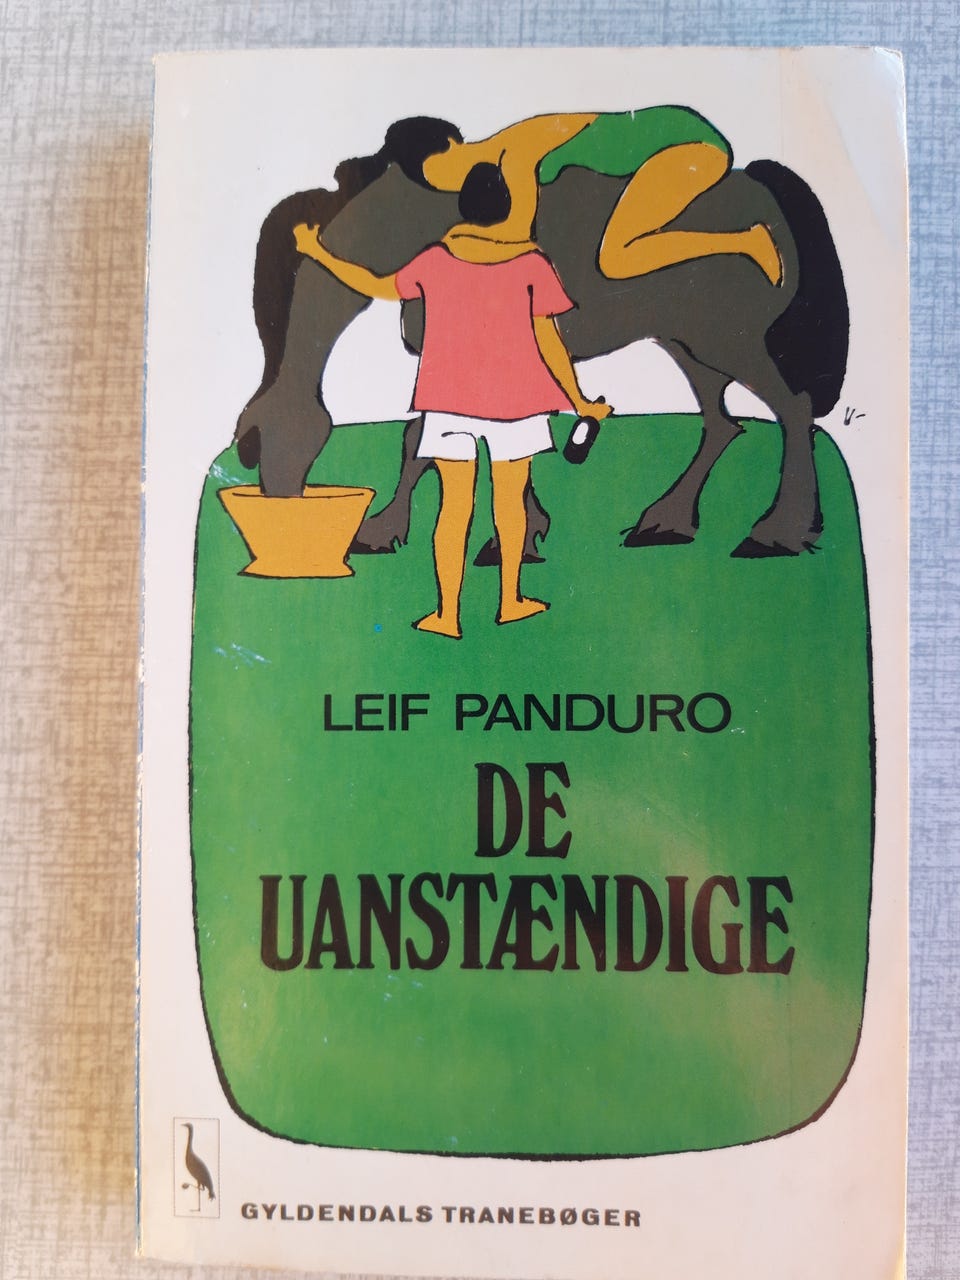 LEIF PANDURO
DE
UANSTÆNDIGE
GYLDENDALS TRANEBØGER